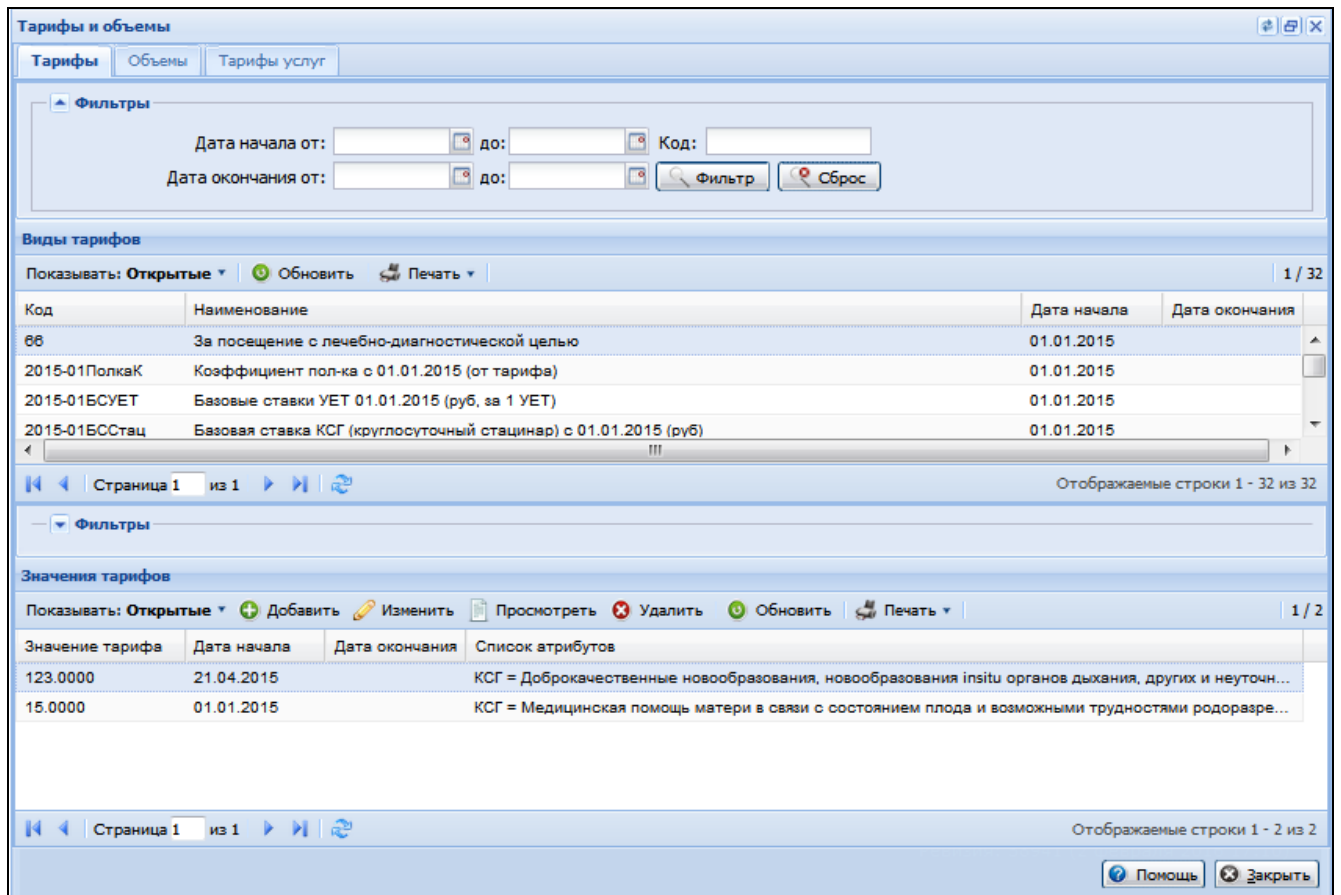 Тарифы и объемы
Тарифы Объемы Тарифы услуг
Фильтры
Дата начала от: до: Код:
Дата окончания от: до: Фильтр Сброс
Виды тарифов
Показывать: Открытые Обновить Печать 1 / 32
Код Наименование Дата начала Дата окончания
66 За посещение с лечебно-диагностической целью 01.01.2015
2015-01ПолкаК Коэффициент пол-ка с 01.01.2015 (от тарифа) 01.01.2015
2015-01БСУЕТ Базовые ставки УЕТ 01.01.2015 (руб, за 1 УЕТ) 01.01.2015
2015-01БССтац Базовая ставка КСГ (круглосуточный стацинар) с 01.01.2015 (руб) 01.01.2015
Страница 1 из 1 Отображаемые строки 1 - 32 из 32
Фильтры
Значения тарифов
Показывать: Открытые Добавить Изменить Просмотреть Удалить Обновить Печать 1 / 2
Значение тарифа Дата начала Дата окончания Список атрибутов
123.0000 21.04.2015 КСГ = Доброкачественные новообразования, новообразования insitu органов дыхания, других и неуточн...
15.0000 01.01.2015 КСГ = Медицинская помощь матери в связи с состоянием плода и возможными трудностями родоразре...
Страница 1 из 1 Отображаемые строки 1 - 2 из 2
Помощь Закрыть